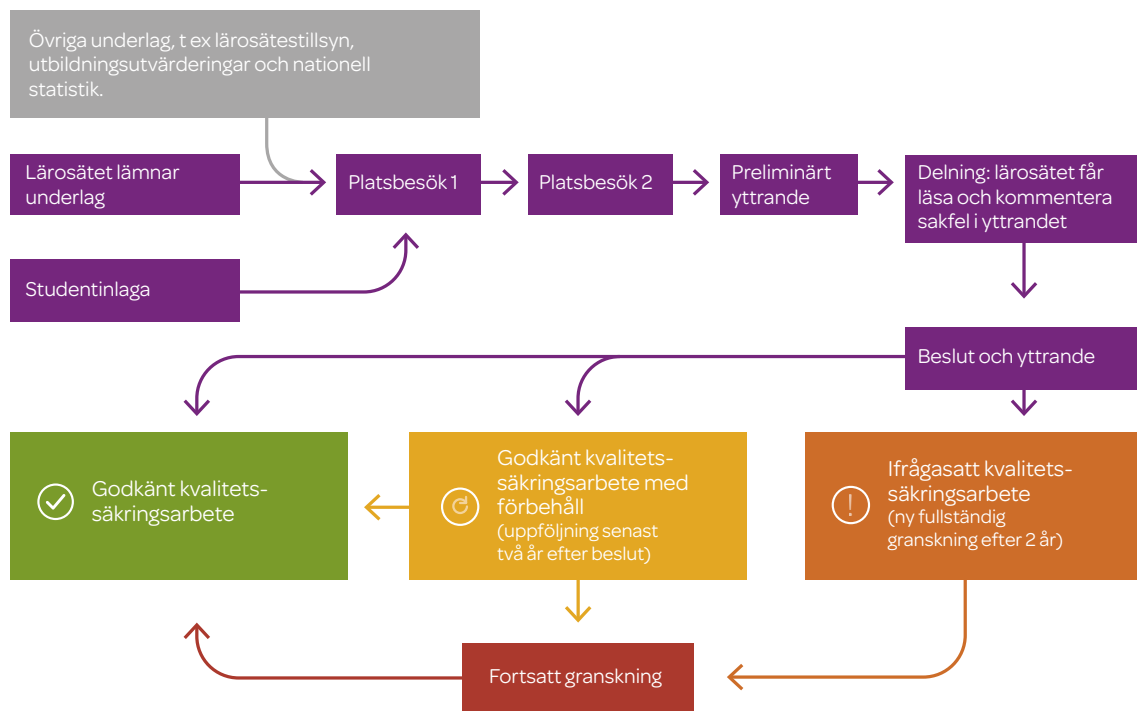 Övriga underlag, t ex lärosätestillsyn,
utbildningsutvärderingar och nationell
statistik.
Lärosätet lämnar
underlag
Platsbesök 1
Platsbesök 2
Preliminärt
yttrande
Delning: lärosätet får
läsa och kommentera
sakfel i yttrandet
Studentinlaga
Beslut och yttrande
Godkänt kvalitets-
säkringsarbete
Godkänt kvalitets-
säkringsarbete med
förbehåll
(uppföljning senast
två år efter beslut)
Ifrågasatt kvalitets-
säkringsarbete
(ny fullständig
granskning efter 2 år)
Fortsatt granskning